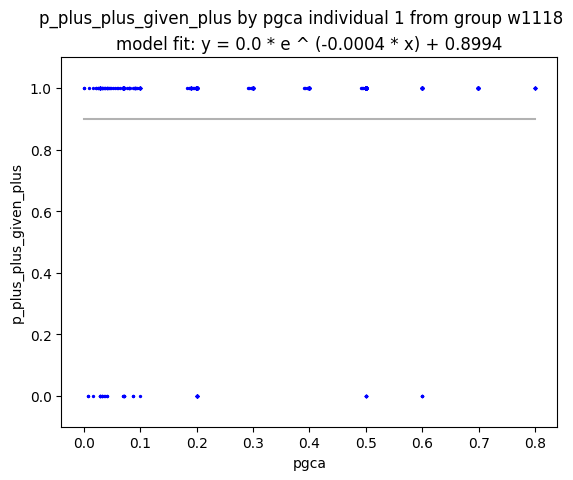 p_plus_plus_given_plus by pgca individual 1 from group w1118
model fit: y = 0.0 * e ^ (-0.0004 * x) + 0.8994
1.0
0.8
0.6
0.4
0.2
0.0
p_plus_plus_given_plus
0.0 0.1 0.2 0.3 0.4 0.5 0.6 0.7 0.8
pgca